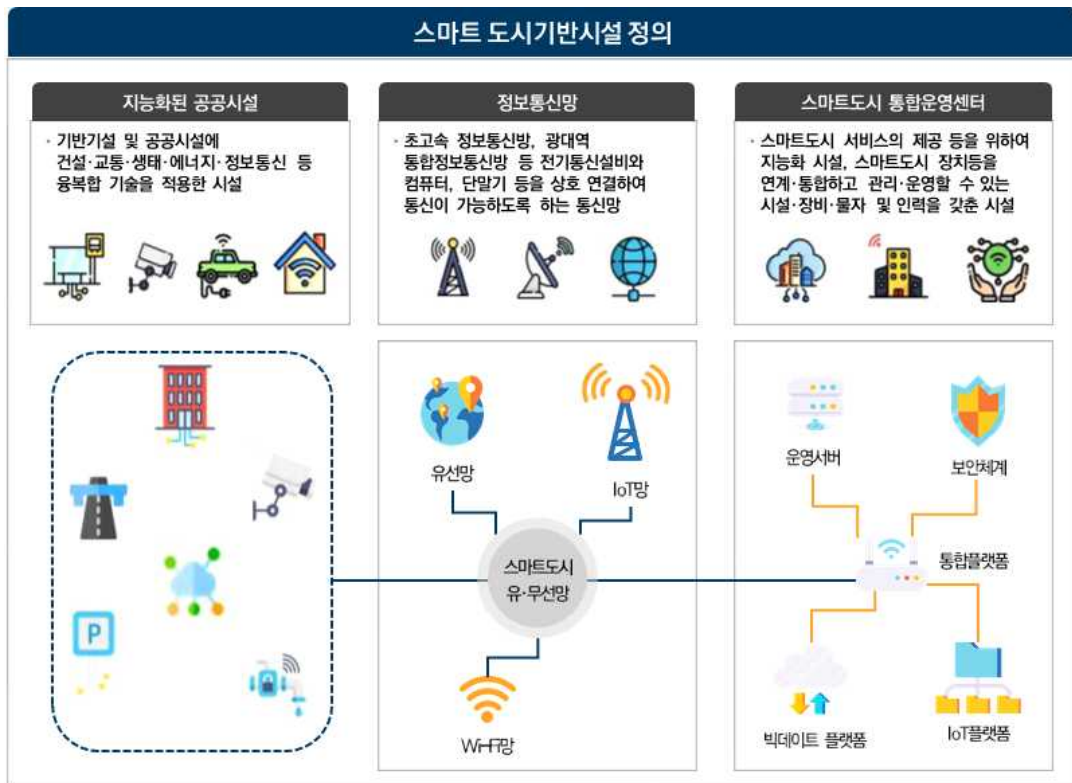 스마트 도시기반시설 정의
지능화된 공공시설
· 기반기설 및 공공시설에
건설·교통·생태·에너지·정보통신 등
융복합 기술을 적용한 시설
정보통신망
· 초고속 정보통신방, 광대역
통합정보통신방 등 전기통신설비와
컴퓨터, 단말기 등을 상호 연결하여
통신이 가능하도록 하는 통신망
스마트도시 통합운영센터
· 스마트도시 서비스의 제공 등을 위하여
지능화 시설, 스마트도시 장치등을
연계·통합하고 관리·운영할 수 있는
시설·장비·물자 및 인력을 갖춘 시설
P
유선망
IoT망
스마트도시
유·무선망
Wi-Fi망
운영서버
보안체계
통합플랫폼
빅데이트 플랫폼
IoT플랫폼